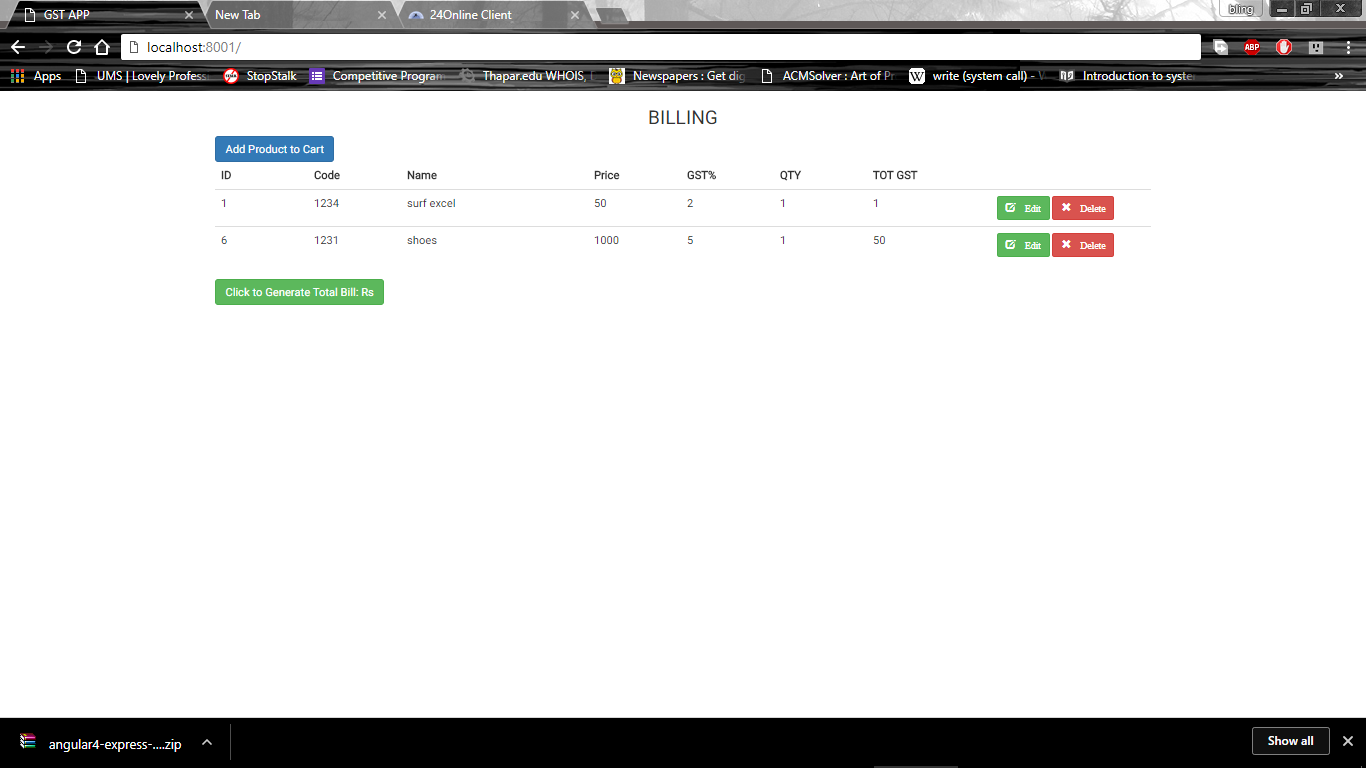 GST APP New Tab 24Online Client bling
localhost:8001/ ABP
Apps UMS | Lovely Profess StopStalk Competitive Program Thapar.edu WHOIS, Newspapers : Get dig ACMSolver : Art of Pr W write (system call) - Introduction to syste »
BILLING
Add Product to Cart
ID Code Name Price GST% QTY TOT GST
1 1234 surf excel 50 2 1 1 Edit Delete
6 1231 shoes 1000 5 1 50 Edit Delete
Click to Generate Total Bill: Rs
angular4-express-....zip Show all